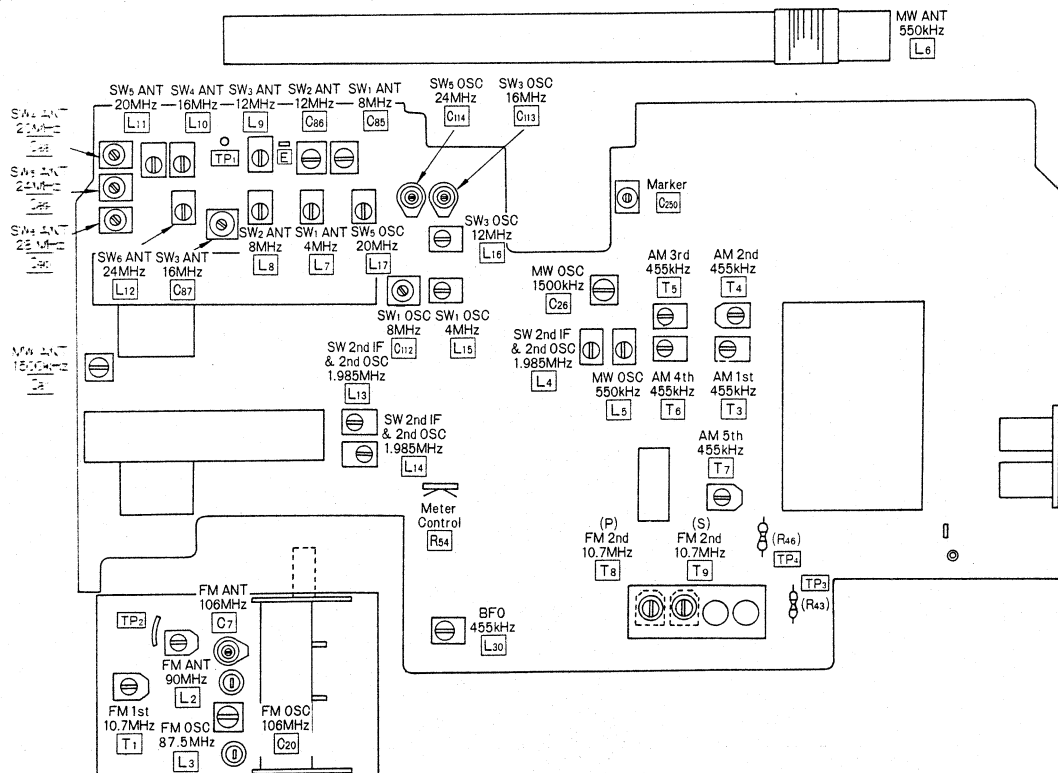 MW ANT
550kHz
L6
SW5 ANT
20MHz
L11
SW4 ANT
16MHz
L10
SW3 ANT
12MHz
L9
SW2 ANT
12MHz
C86
SW1 ANT
8MHz
C85
SW5 OSC
24MHz
C114
SW3 OSC
16MHz
C113
ANT
ANT
24MHz
ANT
TP1
E
Marker
C250
SW6 ANT
24MHz
L12
SW3 ANT
16MHz
C87
SW2 ANT
8MHz
L8
SW1 ANT
4MHz
L7
SW5 OSC
20MHz
L17
SW3 OSC
12MHz
L16
SW1 OSC
8MHz
C112
SW1 OSC
4MHz
L15
MW OSC
1500kHz
C26
AM 3rd
455kHz
T5
AM 2nd
455kHz
T4
MW ANT
1500kHz
SW 2nd IF
& 2nd OSC
1.985MHz
L13
SW 2nd IF
& 2nd OSC
1.985MHz
L4
MW OSC
550kHz
L5
AM 4th
455kHz
T6
AM 1st
455kHz
T3
SW 2nd IF
& 2nd OSC
1.985MHz
L14
AM 5th
455kHz
T7
Meter
Control
R54
(P)
FM 2nd
10.7MHz
T8
(S)
FM 2nd
10.7MHz
T9
(R46)
TP4
TP3
(R43)
FM ANT
106MHz
C7
TP2
BFO
455kHz
L30
FM ANT
90MHz
L2
FM 1st
10.7MHz
T1
FM OSC
87.5MHz
L3
FM OSC
106MHz
C20